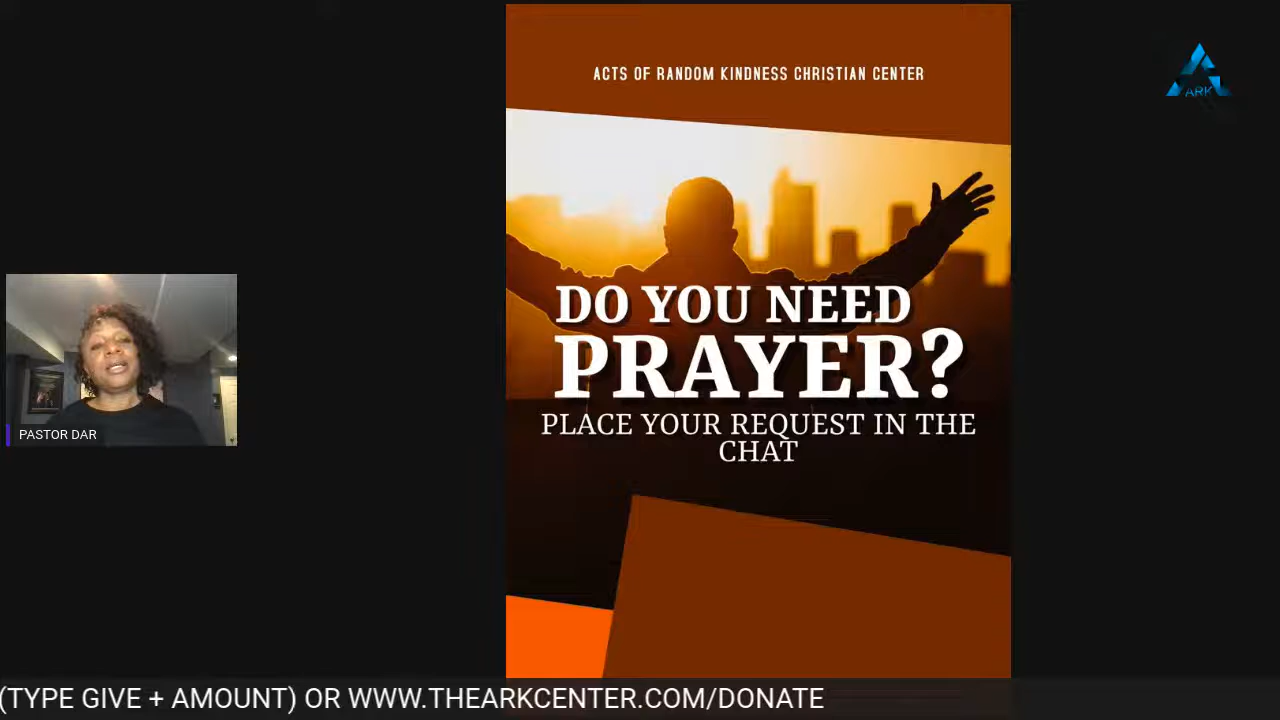 ACTS OF RANDOM KINDNESS CHRISTIAN CENTER
ARK
DO YOU NEED
PRAYER?
PLACE YOUR REQUEST IN THE
CHAT
PASTOR DAR
(TYPE GIVE + AMOUNT) OR WWW.THEARKCENTER.COM/DONATE